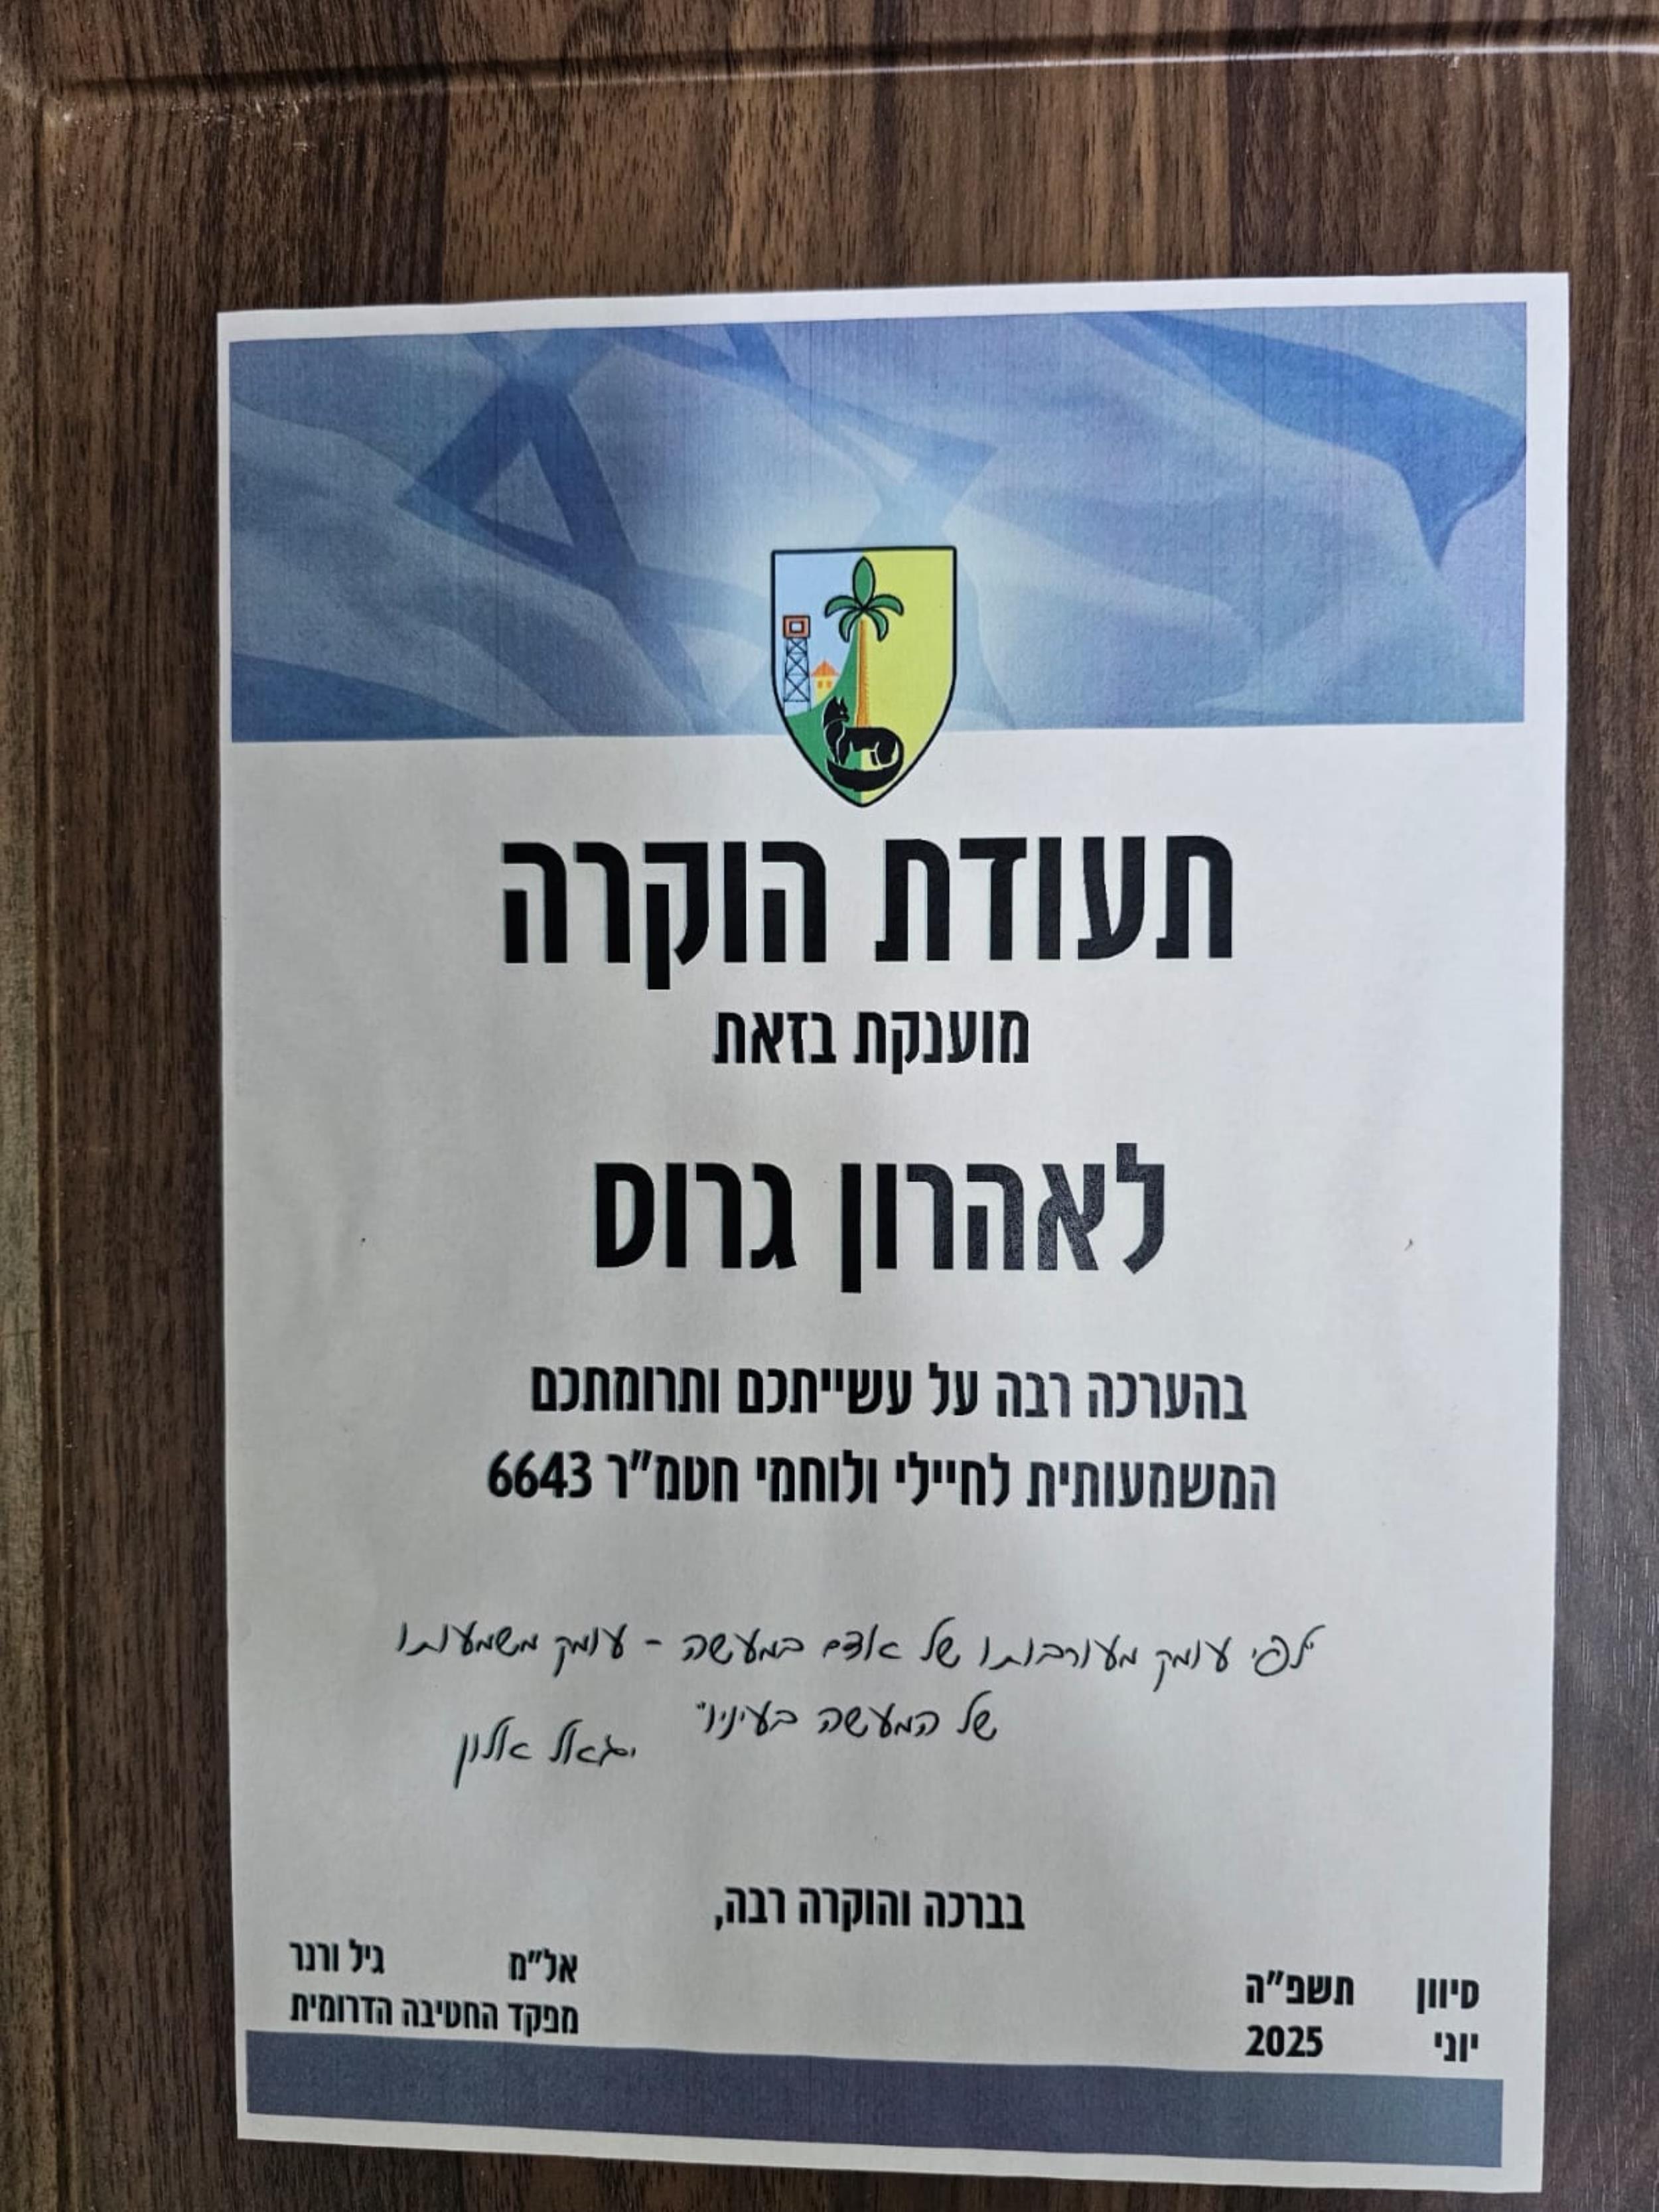 תעודת הוקרה
מוענקת בזאת
לאהרון גרוס
בהערכה רבה על עשייתכם ותרומתכם
המשמעותית לחיילי ולוחמי חטמ"ר 6643
"לפי עומק מעורבותו של אדם במעשה - עומק משמעותו
של המעשה בעיניו"
יגאל אלון
בברכה והוקרה רבה,
סיוון תשפ"ה
יוני 2025
אל"מ גיל ורנר
מפקד החטיבה הדרומית